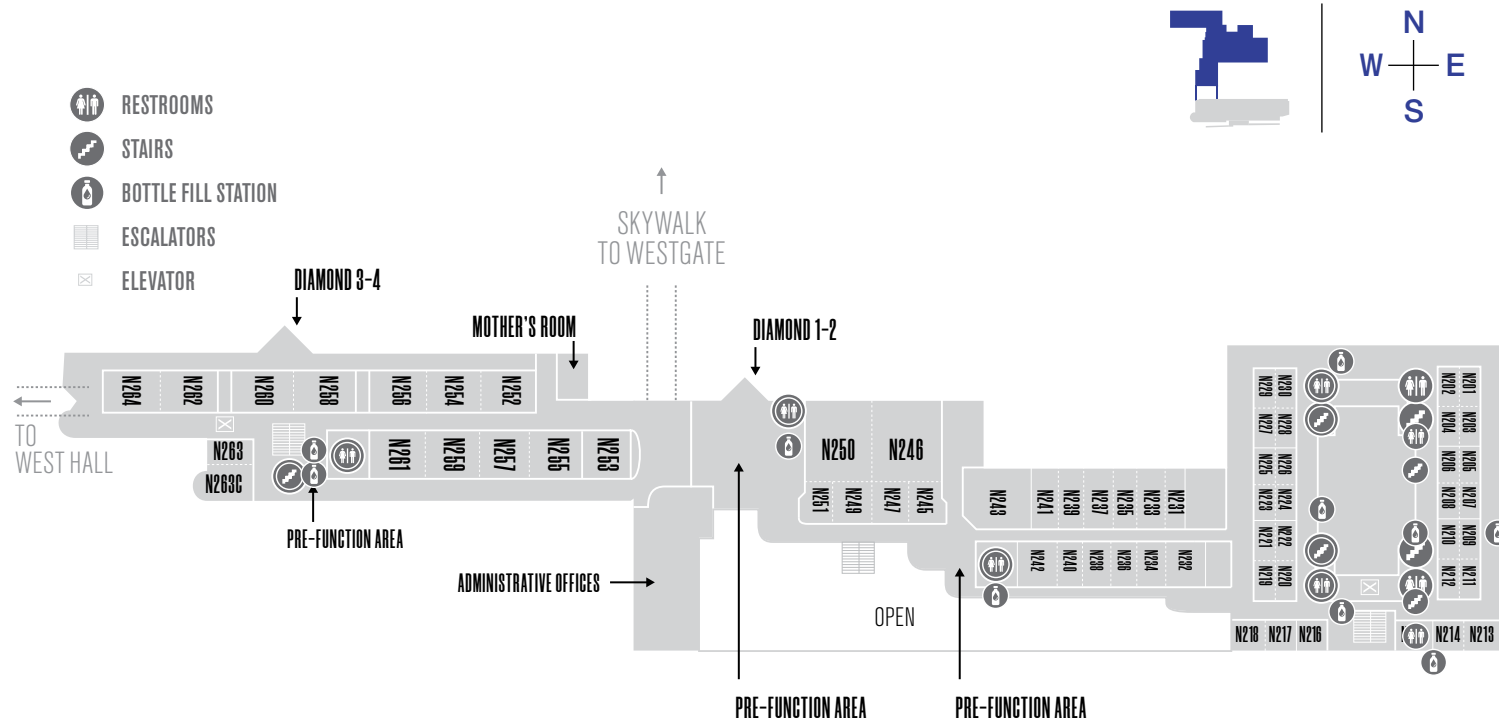 N
W E
S
RESTROOMS
STAIRS
BOTTLE FILL STATION
ESCALATORS
ELEVATOR
SKYWALK
TO WESTGATE
DIAMOND 3-4
MOTHER'S ROOM
DIAMOND 1-2
N264
N262
N260
N258
N256
N254
N252
TO
WEST HALL
N263
N263C
N261
N259
N257
N255
N253
PRE-FUNCTION AREA
ADMINISTRATIVE OFFICES
N250
N246
N251
N249
N247
N245
N243
N241
N239
N237
N235
N233
N231
N242
N240
N238
N236
N234
N232
OPEN
PRE-FUNCTION AREA
PRE-FUNCTION AREA
N229
N230
N227
N228
N225
N226
N223
N224
N221
N222
N219
N220
N202
N201
N204
N203
N206
N205
N208
N207
N210
N209
N212
N211
N218
N217
N216
N214
N213